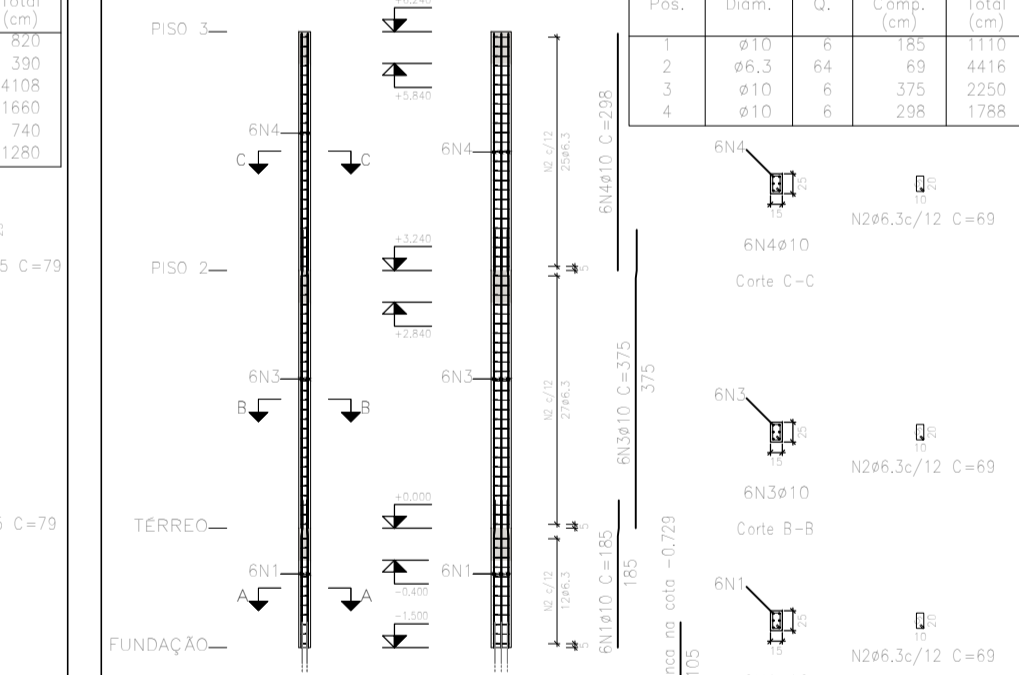 Total
(cm)
820
390
4108
1660
740
1280
5 C=79
C=79
PISO 3
PISO 2
TÉRREO
FUNDAÇÃO
6N4
C
C
6N3
B
B
6N1
A
A
+5.840
+3.240
+2.840
+0.000
-0.400
-1.500
6N4
6N3
6N1
N2 c/12
25ø6.3
N2 c/12
27ø6.3
N2 c/12
12ø6.3
5
5
5
6N4ø10 C=298
6N3ø10 C=375
375
6N1ø10 C=185
185
na cota -0.729
105
Pos. Diam. Q. Comp. (cm) Total (cm)
1 ø10 6 185 1110
2 ø6.3 64 69 4416
3 ø10 6 375 2250
4 ø10 6 298 1788
6N4
25
15
20
10
N2ø6.3c/12 C=69
6N4ø10
Corte C-C
6N3
25
15
20
10
N2ø6.3c/12 C=69
6N3ø10
Corte B-B
6N1
25
15
20
10
N2ø6.3c/12 C=69